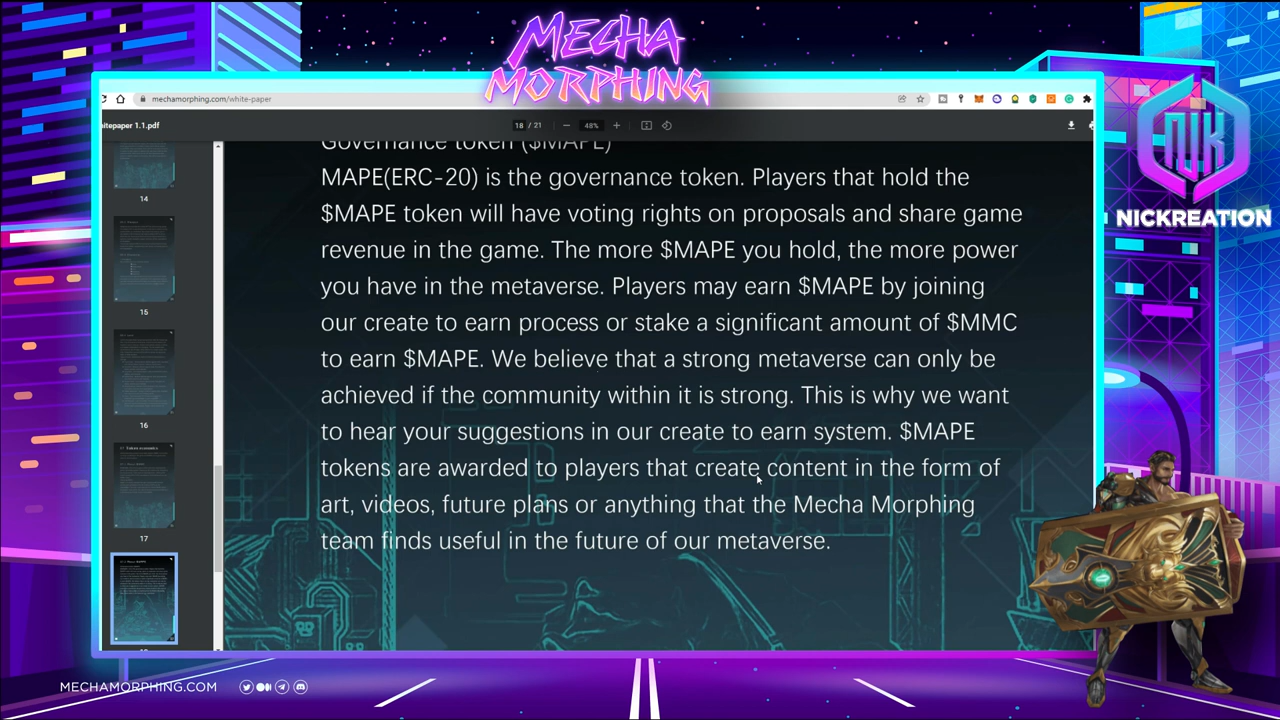 MECHA
MORPHING
mechamorphing.com/white-paper
itepaper 1.1.pdf
18 / 21
48%
14
15
16
17
Governance token ($MAPE)
MAPE(ERC-20) is the governance token. Players that hold the
$MAPE token will have voting rights on proposals and share game
revenue in the game. The more $MAPE you hold, the more power
you have in the metaverse. Players may earn $MAPE by joining
our create to earn process or stake a significant amount of $MMC
to earn $MAPE. We believe that a strong metaverse can only be
achieved if the community within it is strong. This is why we want
to hear your suggestions in our create to earn system. $MAPE
tokens are awarded to players that create content in the form of
art, videos, future plans or anything that the Mecha Morphing
team finds useful in the future of our metaverse.
NICKREATION
MECHAMORPHING.COM